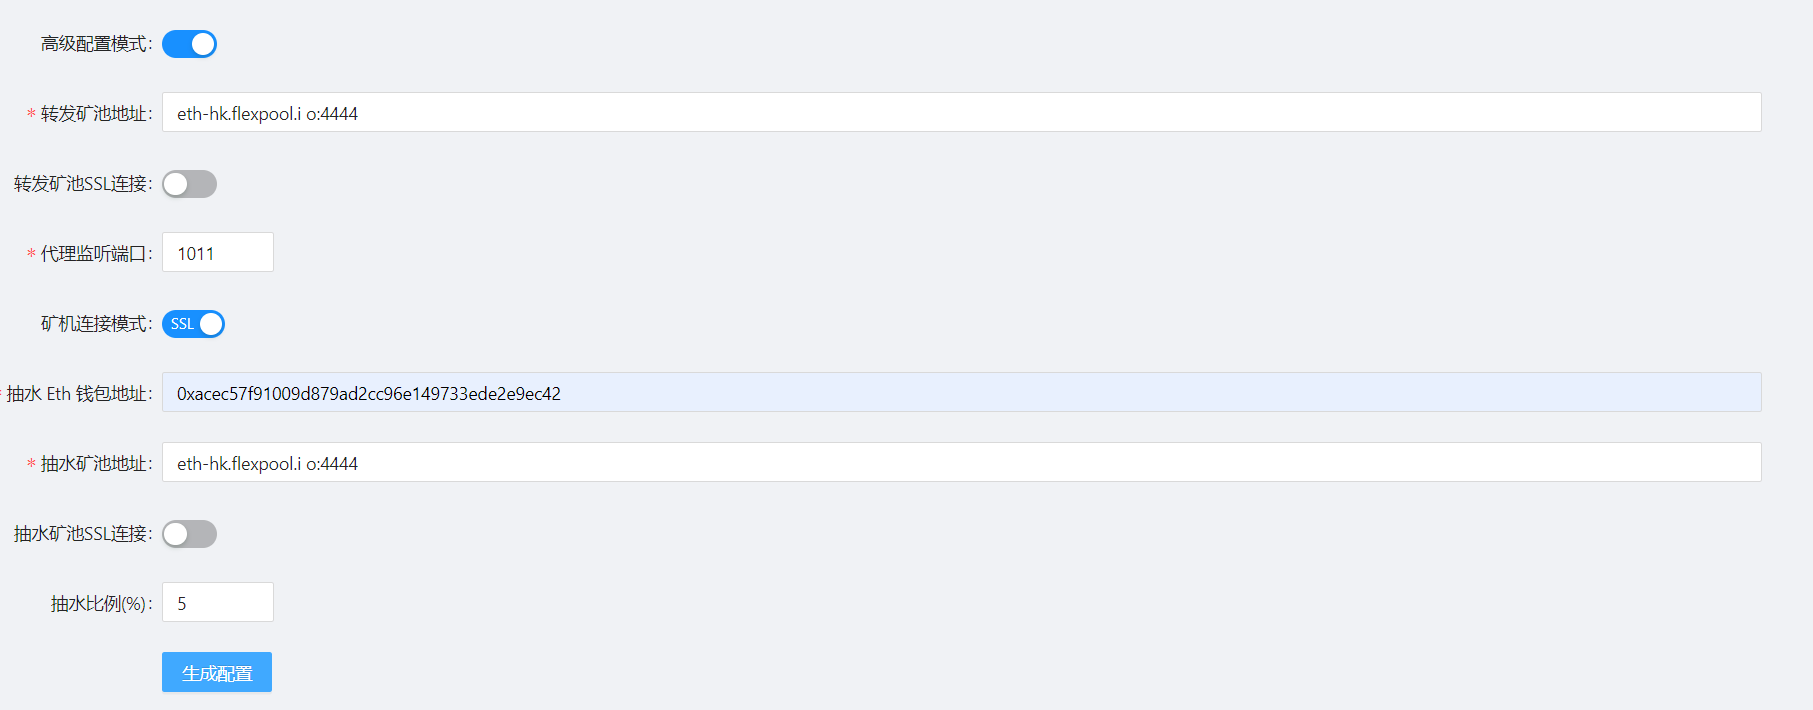 高级配置模式:
* 转发矿池地址: eth-hk.flexpool.i o:4444
转发矿池SSL连接:
* 代理监听端口: 1011
矿机连接模式: SSL
* 抽水 Eth 钱包地址: 0xacec57f91009d879ad2cc96e149733ede2e9ec42
* 抽水矿池地址: eth-hk.flexpool.i o:4444
抽水矿池SSL连接:
抽水比例(%): 5
生成配置